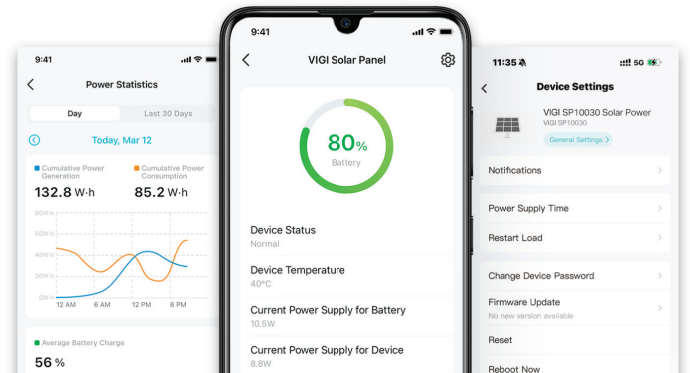 9:41
Power Statistics
Day
Last 30 Days
Today, Mar 12
Cumulative Power
Generation
132.8 W·h
Cumulative Power
Consumption
85.2 W·h
80W·h
60W·h
40W·h
20W·h
0W·h
12 AM
6 AM
12 PM
6 PM
Average Battery Charge
56 %
9:41
VIGI Solar Panel
80%
Battery
Device Status
Normal
Device Temperature
40°C
Current Power Supply for Battery
10.5W
Current Power Supply for Device
8.8W
11:35
5G
Device Settings
VIGI SP10030 Solar Power
VIGI SP10030
General Settings
Notifications
Power Supply Time
Restart Load
Change Device Password
Firmware Update
No new version available
Reset
Reboot Now